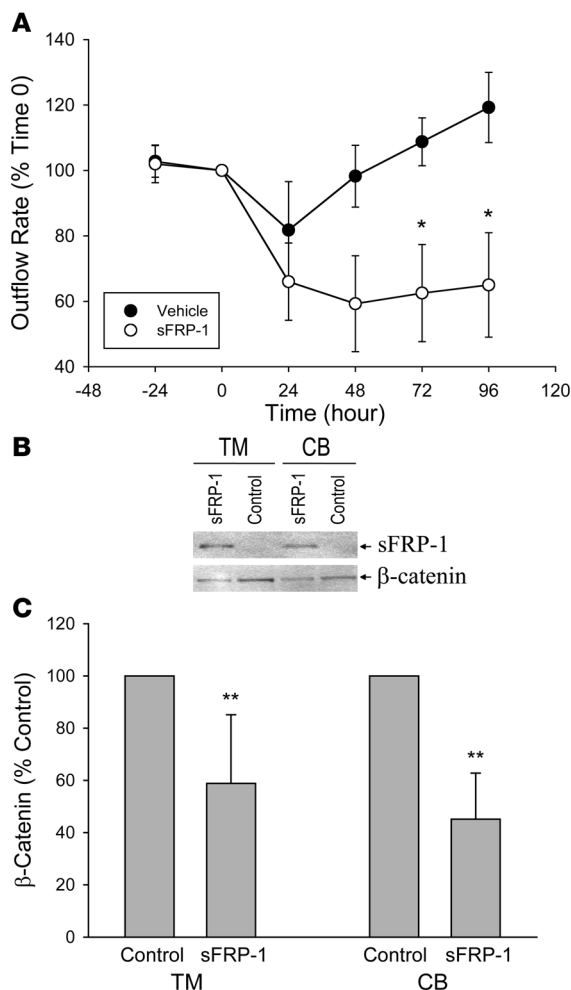 A
140
120
100
80
60
40
Outflow Rate (% Time 0)
*
*
Vehicle
sFRP-1
-48
-24
0
24
48
72
96
120
Time (hour)
B
TM
CB
sFRP-1
Control
sFRP-1
Control
sFRP-1
β-catenin
C
120
100
80
60
40
20
0
β-Catenin (% Control)
**
**
Control
sFRP-1
Control
sFRP-1
TM
CB